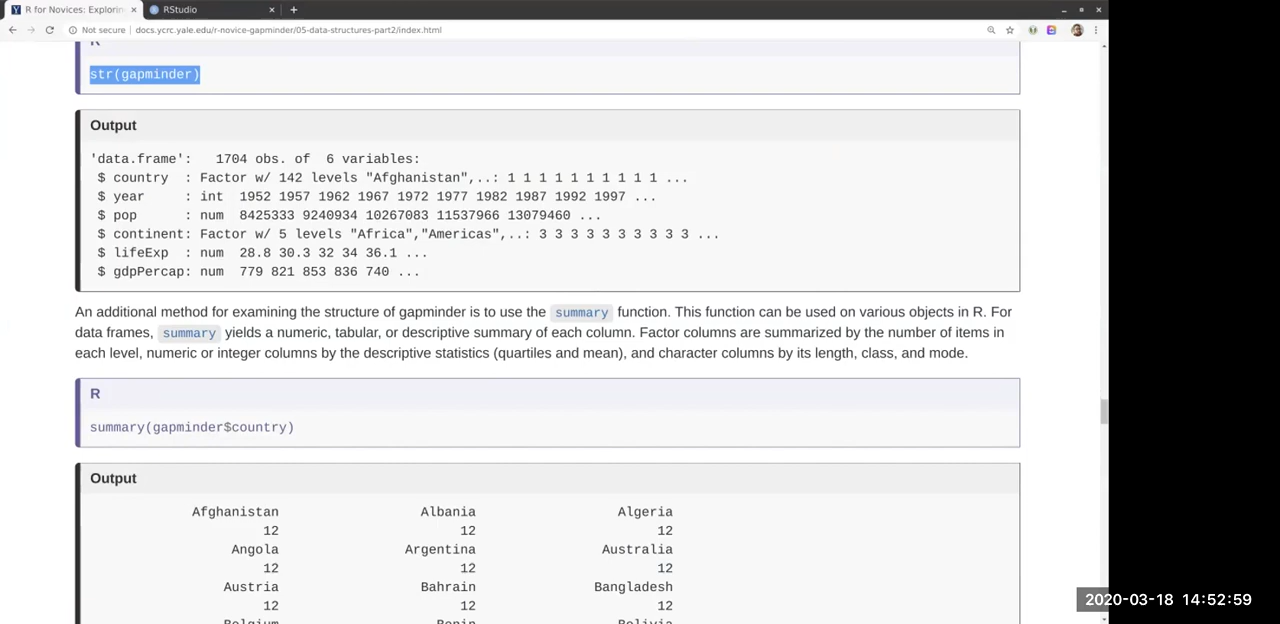 R for Novices: Explorin
RStudio
Not secure
docs.ycrc.yale.edu/r-novice-gapminder/05-data-structures-part2/index.html
R
str(gapminder)
Output
'data.frame':   1704 obs. of  6 variables:
 $ country  : Factor w/ 142 levels "Afghanistan",..: 1 1 1 1 1 1 1 1 1 1 ...
 $ year     : int  1952 1957 1962 1967 1972 1977 1982 1987 1992 1997 ...
 $ pop      : num  8425333 9240934 10267083 11537966 13079460 ...
 $ continent: Factor w/ 5 levels "Africa","Americas",..: 3 3 3 3 3 3 3 3 3 3 ...
 $ lifeExp  : num  28.8 30.3 32 34 36.1 ...
 $ gdpPercap: num  779 821 853 836 740 ...
An additional method for examining the structure of gapminder is to use the summary function. This function can be used on various objects in R. For
data frames, summary yields a numeric, tabular, or descriptive summary of each column. Factor columns are summarized by the number of items in
each level, numeric or integer columns by the descriptive statistics (quartiles and mean), and character columns by its length, class, and mode.
R
summary(gapminder$country)
Output
Afghanistan Albania Algeria
12 12 12
Angola Argentina Australia
12 12 12
Austria Bahrain Bangladesh
12 12 12
Belgium Benin Bolivia
2020-03-18 14:52:59